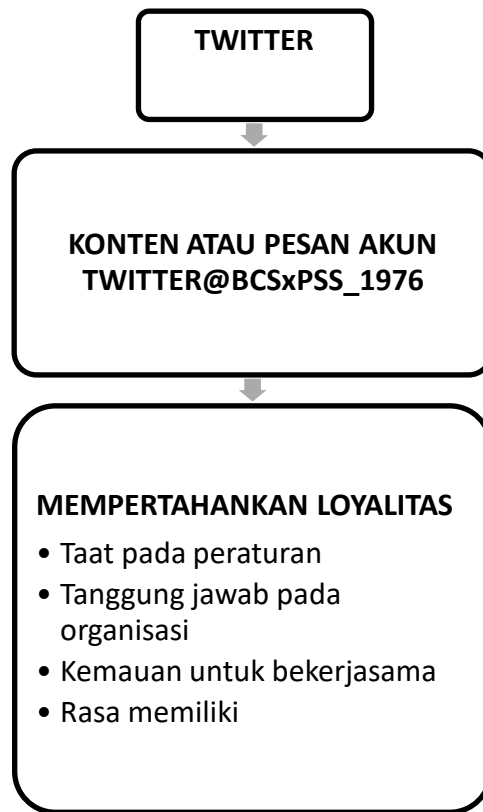 TWITTER
KONTEN ATAU PESAN AKUN
TWITTER@BCSxPSS_1976
MEMPERTAHANKAN LOYALITAS
• Taat pada peraturan
• Tanggung jawab pada
organisasi
• Kemauan untuk bekerjasama
• Rasa memiliki